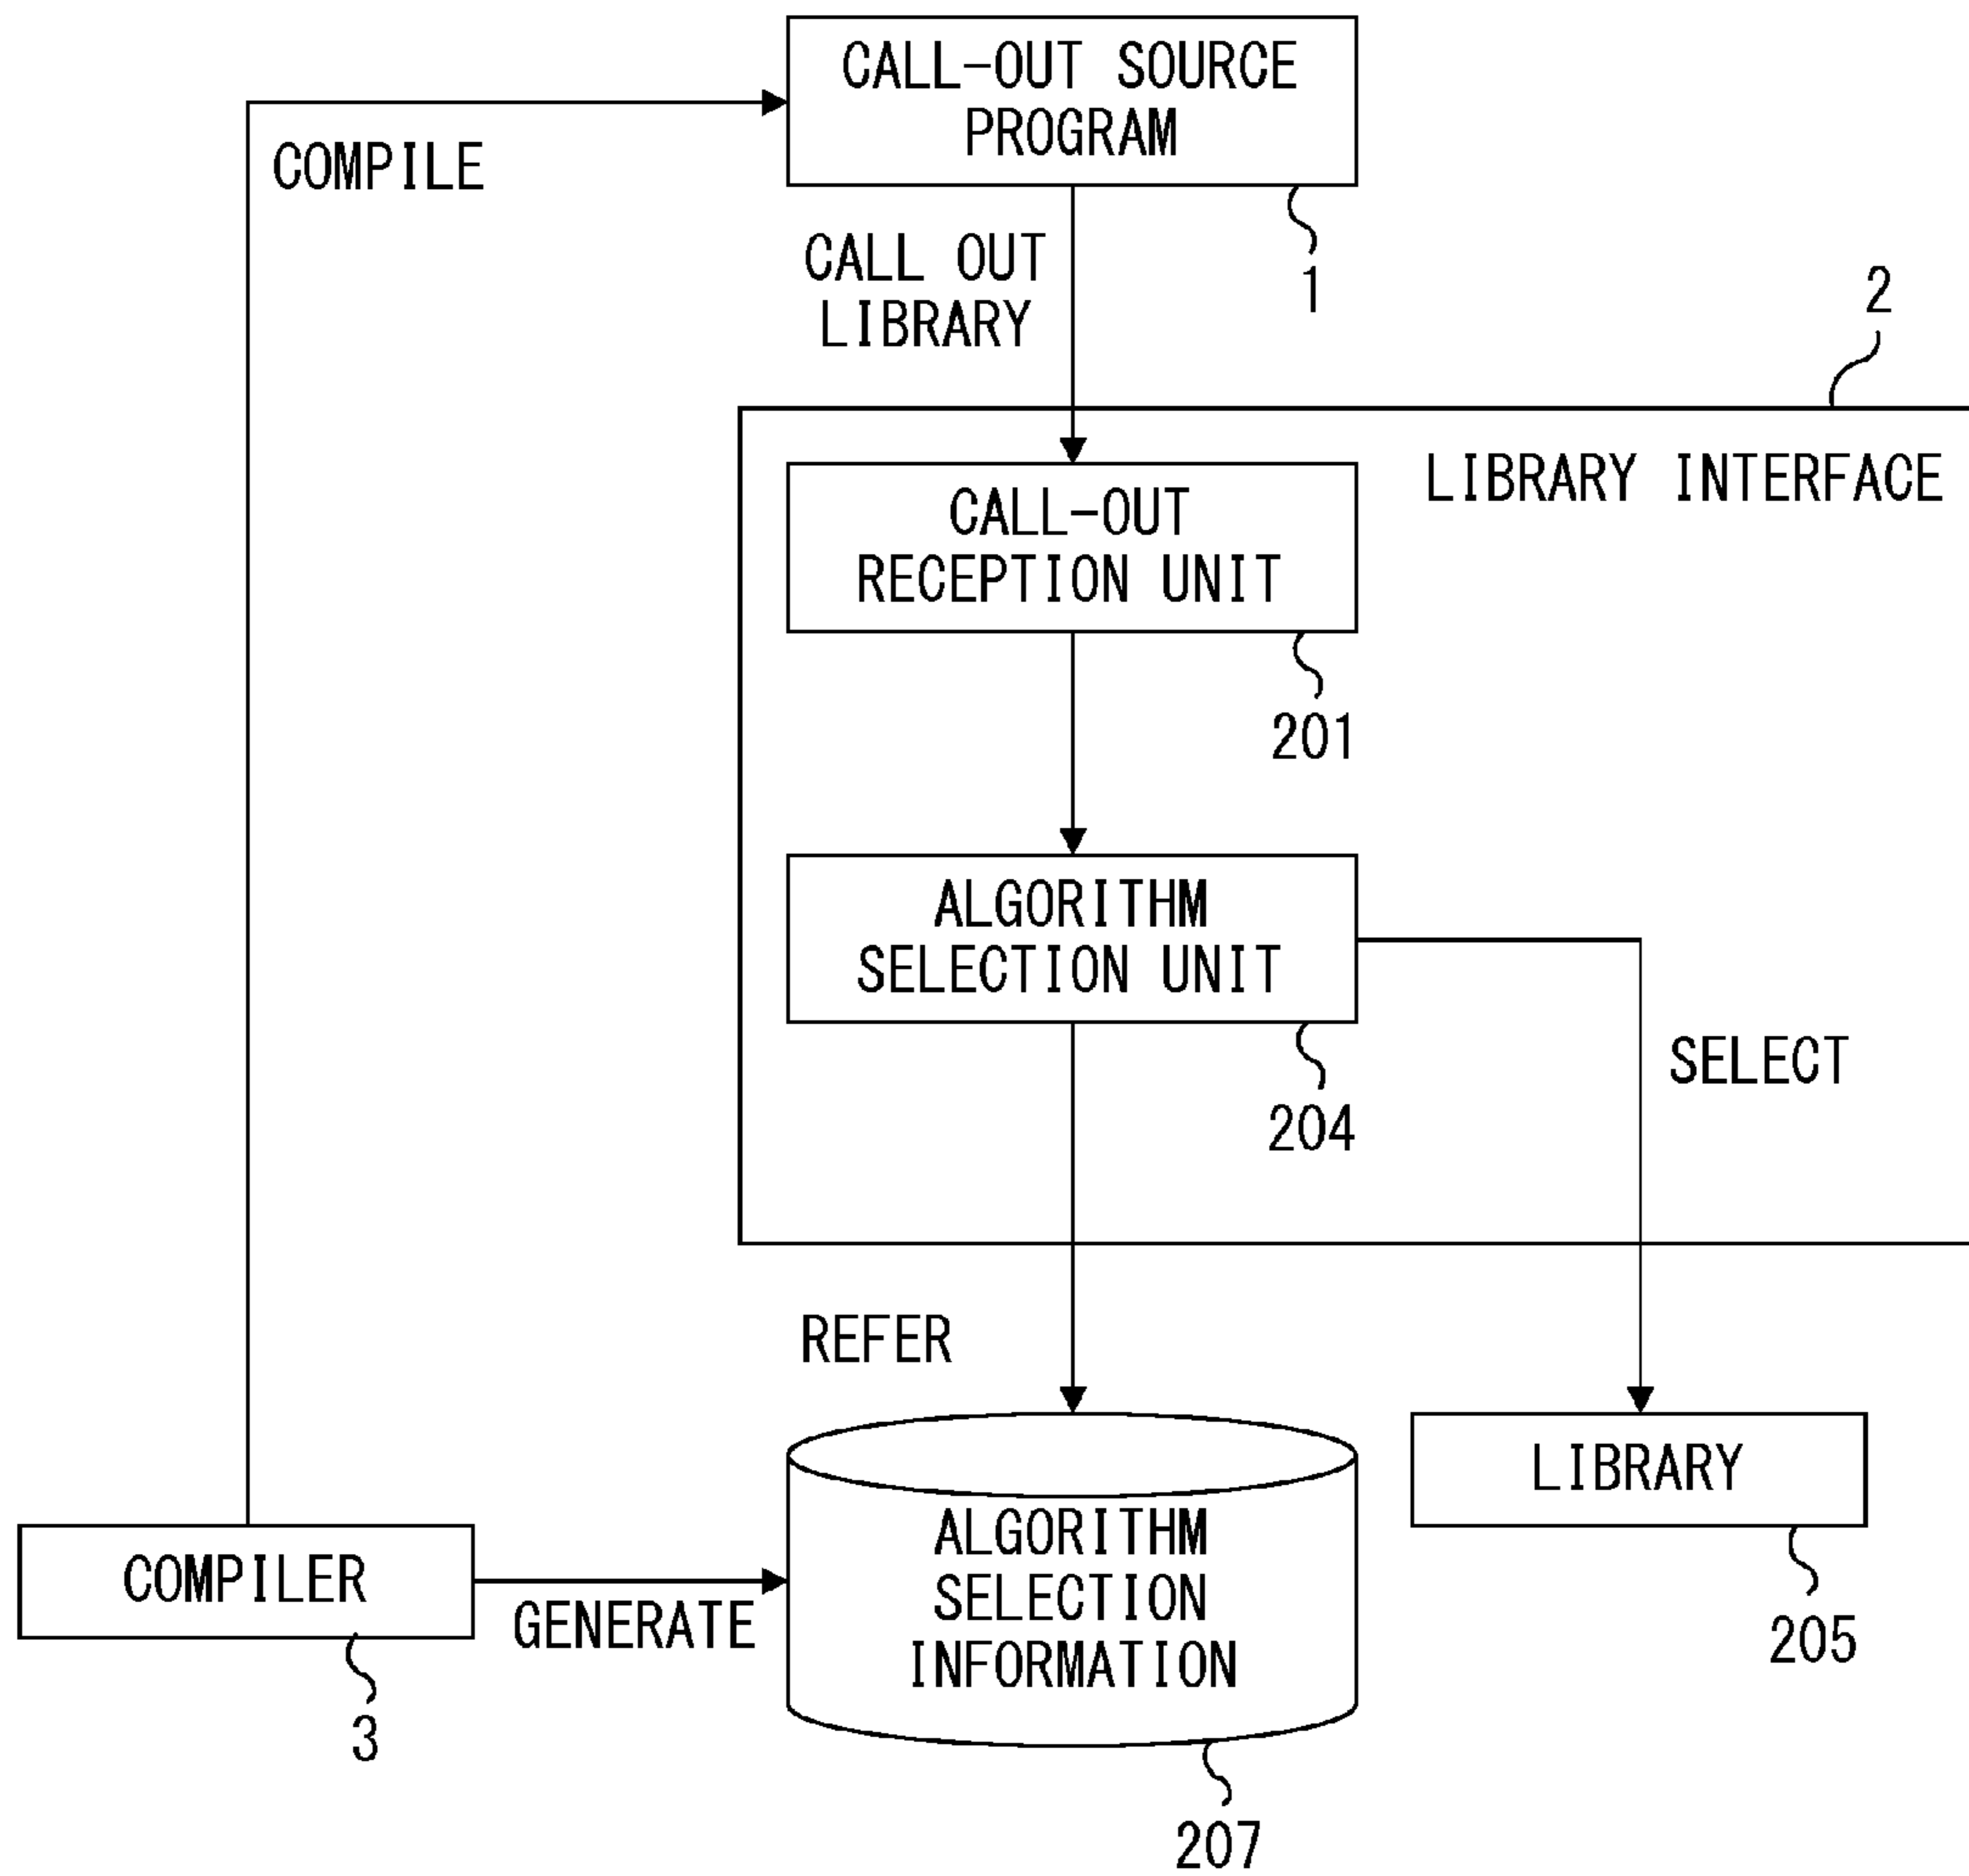 CALL-OUT SOURCE
PROGRAM
COMPILE
CALL OUT
LIBRARY
1
2
LIBRARY INTERFACE
CALL-OUT
RECEPTION UNIT
201
ALGORITHM
SELECTION UNIT
204
SELECT
REFER
LIBRARY
205
COMPILER
3
GENERATE
ALGORITHM
SELECTION
INFORMATION
207